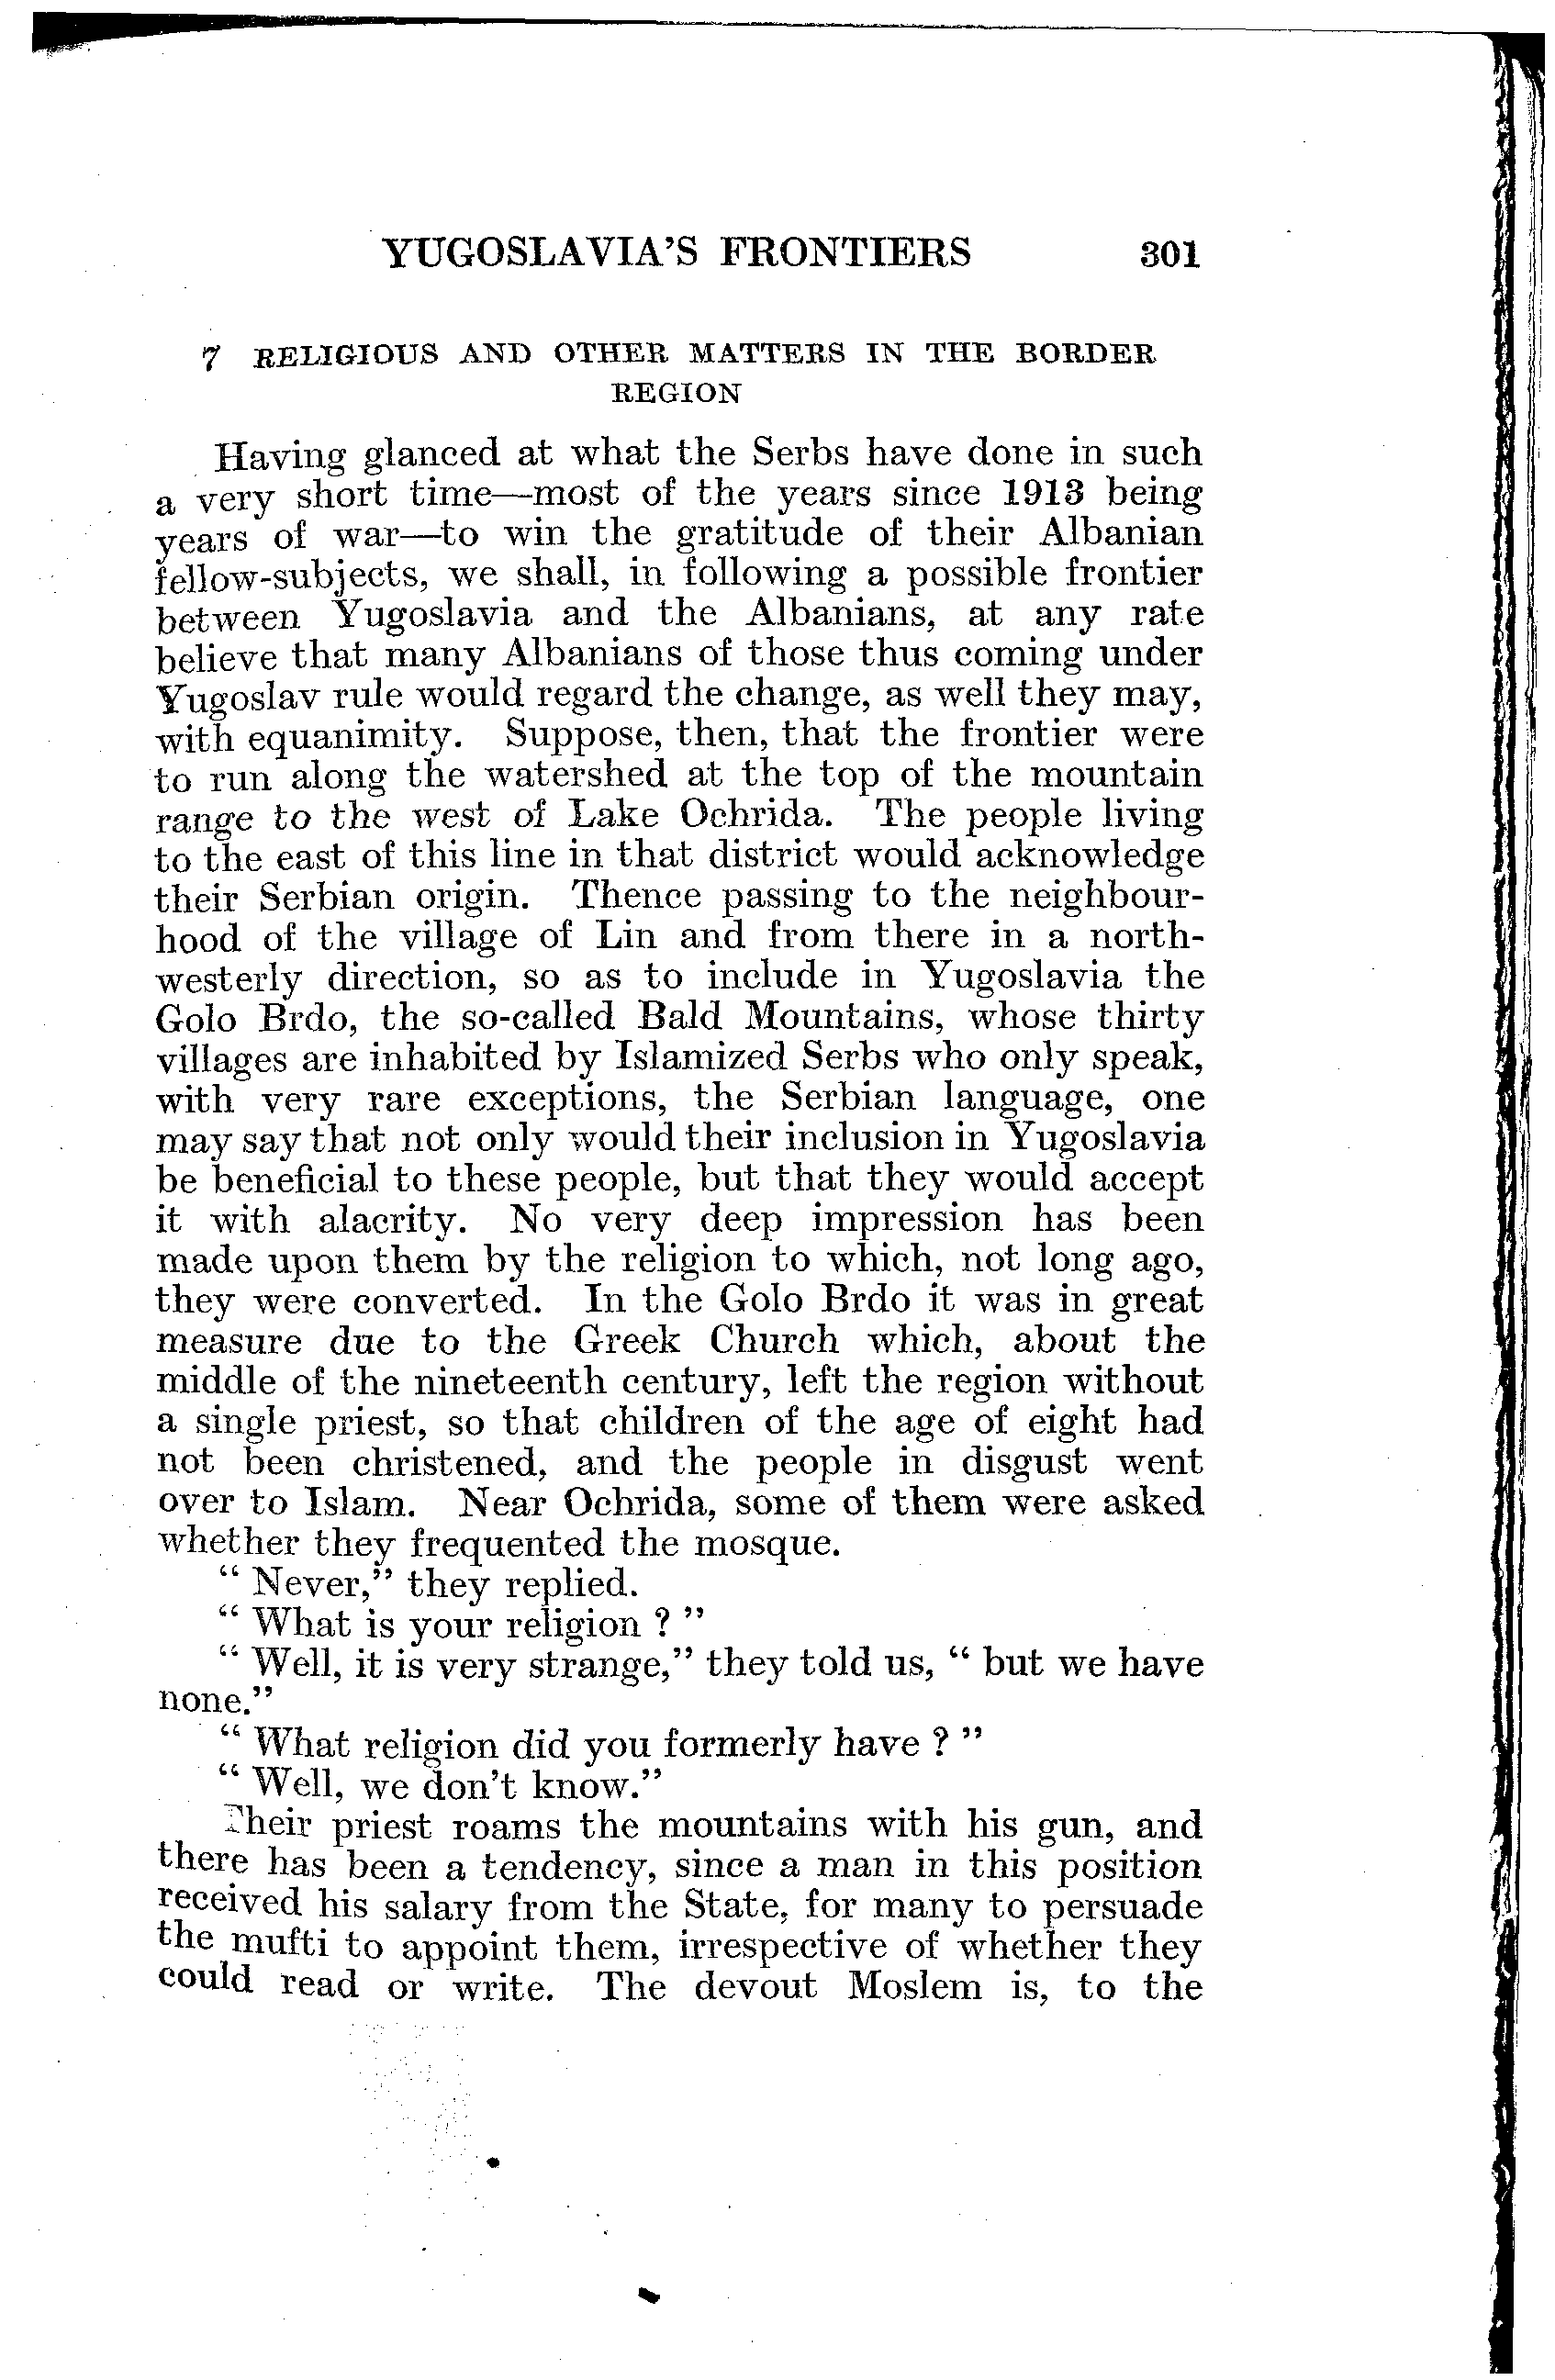 YUGOSLAVIA'S FRONTIERS 301
7 RELIGIOUS AND OTHER MATTERS IN THE BORDER
REGION
Having glanced at what the Serbs have done in such
a very short time—most of the years since 1913 being
years of war—to win the gratitude of their Albanian
fellow-subjects, we shall, in following a possible frontier
between Yugoslavia and the Albanians, at any rate
believe that many Albanians of those thus coming under
Yugoslav rule would regard the change, as well they may,
with equanimity. Suppose, then, that the frontier were
to run along the watershed at the top of the mountain
range to the west of Lake Ochrida. The people living
to the east of this line in that district would acknowledge
their Serbian origin. Thence passing to the neighbour-
hood of the village of Lin and from there in a north-
westerly direction, so as to include in Yugoslavia the
Golo Brdo, the so-called Bald Mountains, whose thirty
villages are inhabited by Islamized Serbs who only speak,
with very rare exceptions, the Serbian language, one
may say that not only would their inclusion in Yugoslavia
be beneficial to these people, but that they would accept
it with alacrity. No very deep impression has been
made upon them by the religion to which, not long ago,
they were converted. In the Golo Brdo it was in great
measure due to the Greek Church which, about the
middle of the nineteenth century, left the region without
a single priest, so that children of the age of eight had
not been christened, and the people in disgust went
over to Islam. Near Ochrida, some of them were asked
whether they frequented the mosque.
" Never," they replied.
" What is your religion ? "
" Well, it is very strange," they told us, " but we have
none."
" What religion did you formerly have ? "
" Well, we don't know."
Their priest roams the mountains with his gun, and
there has been a tendency, since a man in this position
received his salary from the State, for many to persuade
the mufti to appoint them, irrespective of whether they
could read or write. The devout Moslem is, to the